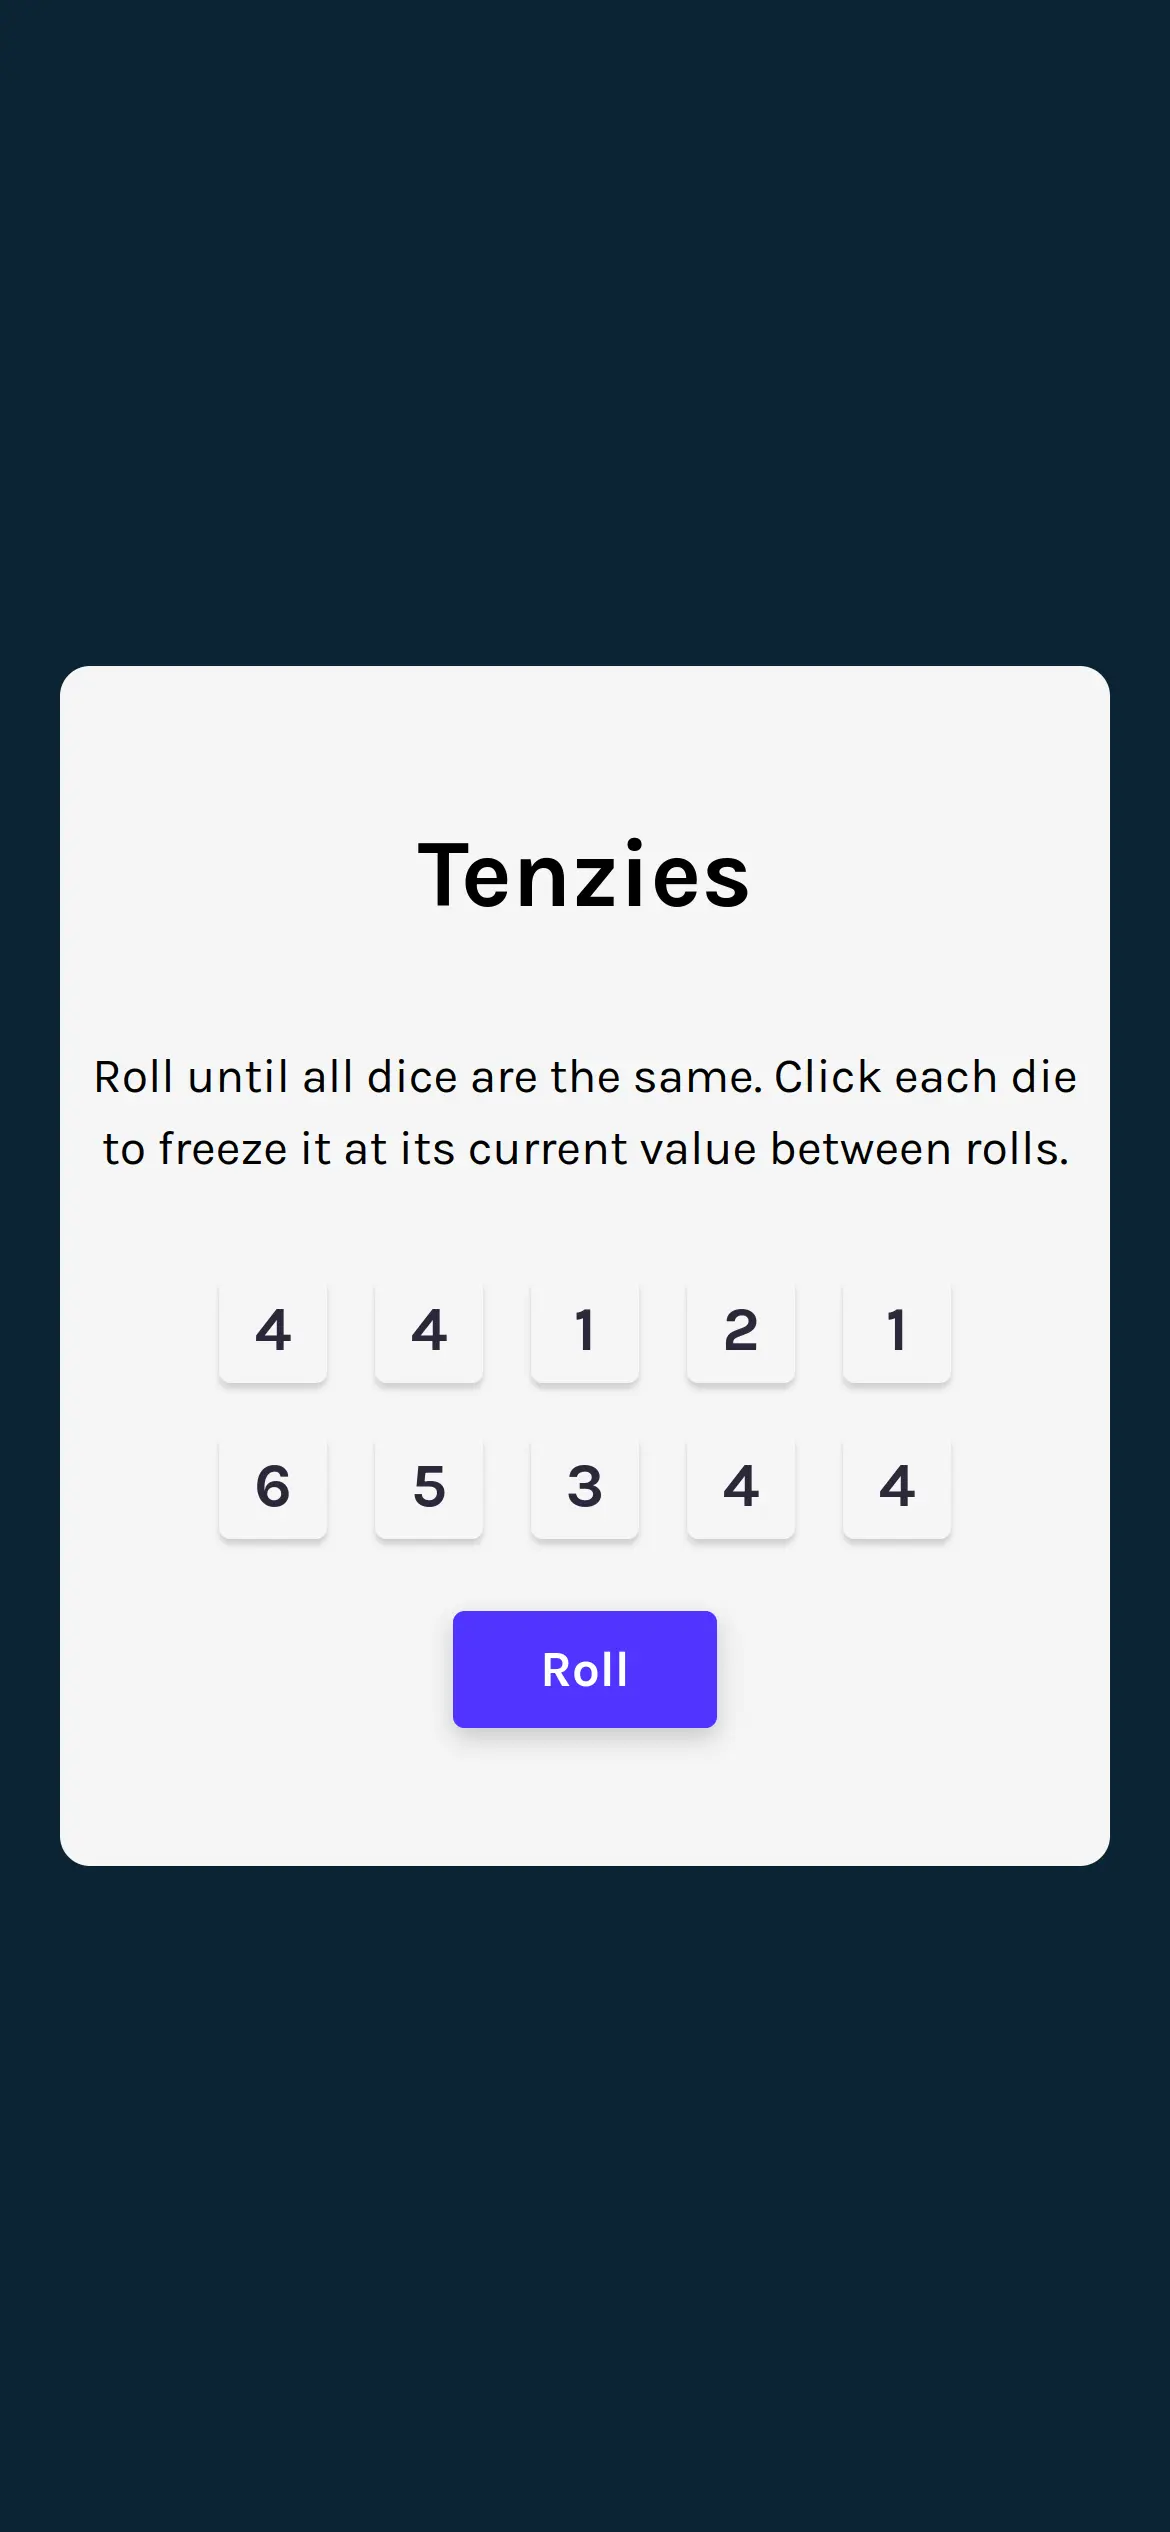 Tenzies
Roll until all dice are the same. Click each die
to freeze it at its current value between rolls.
4 4 1 2 1
6 5 3 4 4
Roll